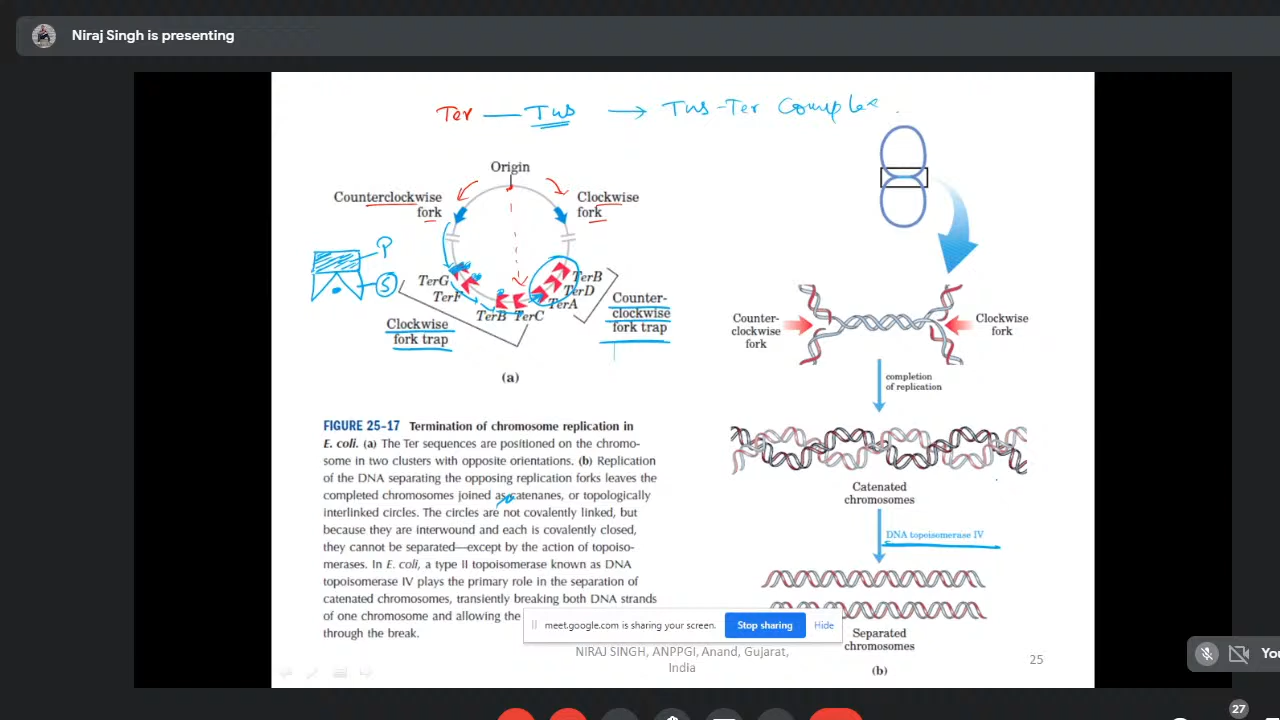 Niraj Singh is presenting
Ter — Tus → Tus-Ter Complex
Origin
Counterclockwise
fork
Clockwise
fork
P
S
TerG
TerF
TerB
TerC
TerB
TerD
TerA
Clockwise
fork trap
Counter-
clockwise
fork trap
(a)
FIGURE 25–17 Termination of chromosome replication in
E. coli. (a) The Ter sequences are positioned on the chromo-
some in two clusters with opposite orientations. (b) Replication
of the DNA separating the opposing replication forks leaves the
completed chromosomes joined as catenanes, or topologically
interlinked circles. The circles are not covalently linked, but
because they are interwound and each is covalently closed,
they cannot be separated—except by the action of topoiso-
merases. In E. coli, a type II topoisomerase known as DNA
topoisomerase IV plays the primary role in the separation of
catenated chromosomes, transiently breaking both DNA strands
of one chromosome and allowing the
through the break.
Counter-
clockwise
fork
Clockwise
fork
completion
of replication
Catenated
chromosomes
DNA topoisomerase IV
Separated
chromosomes
(b)
meet.google.com is sharing your screen.
Stop sharing
Hide
NIRAJ SINGH, ANPPGI, Anand, Gujarat,
India
25
You
27